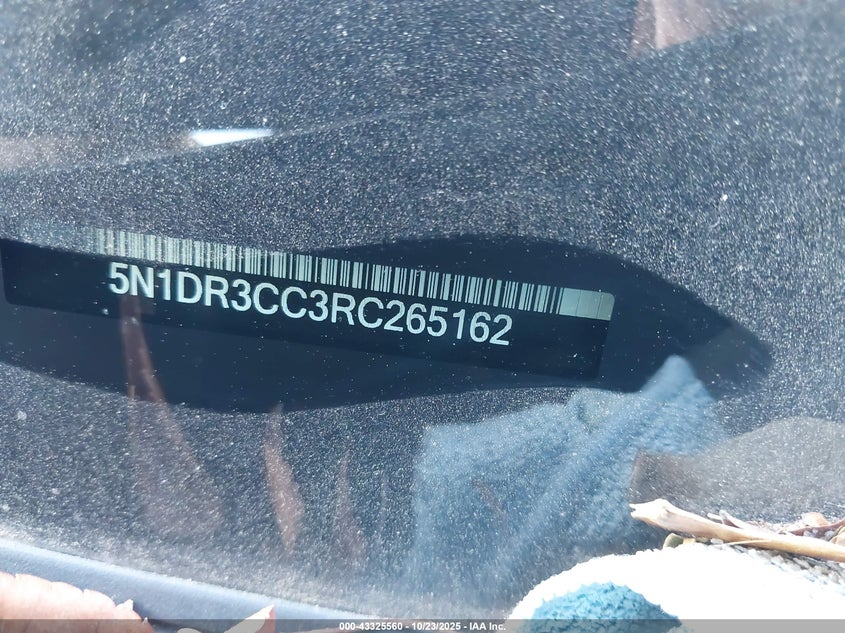 5N1DR3CC3RC265162
000-43325560 - 10/23/2025 - IAA Inc.